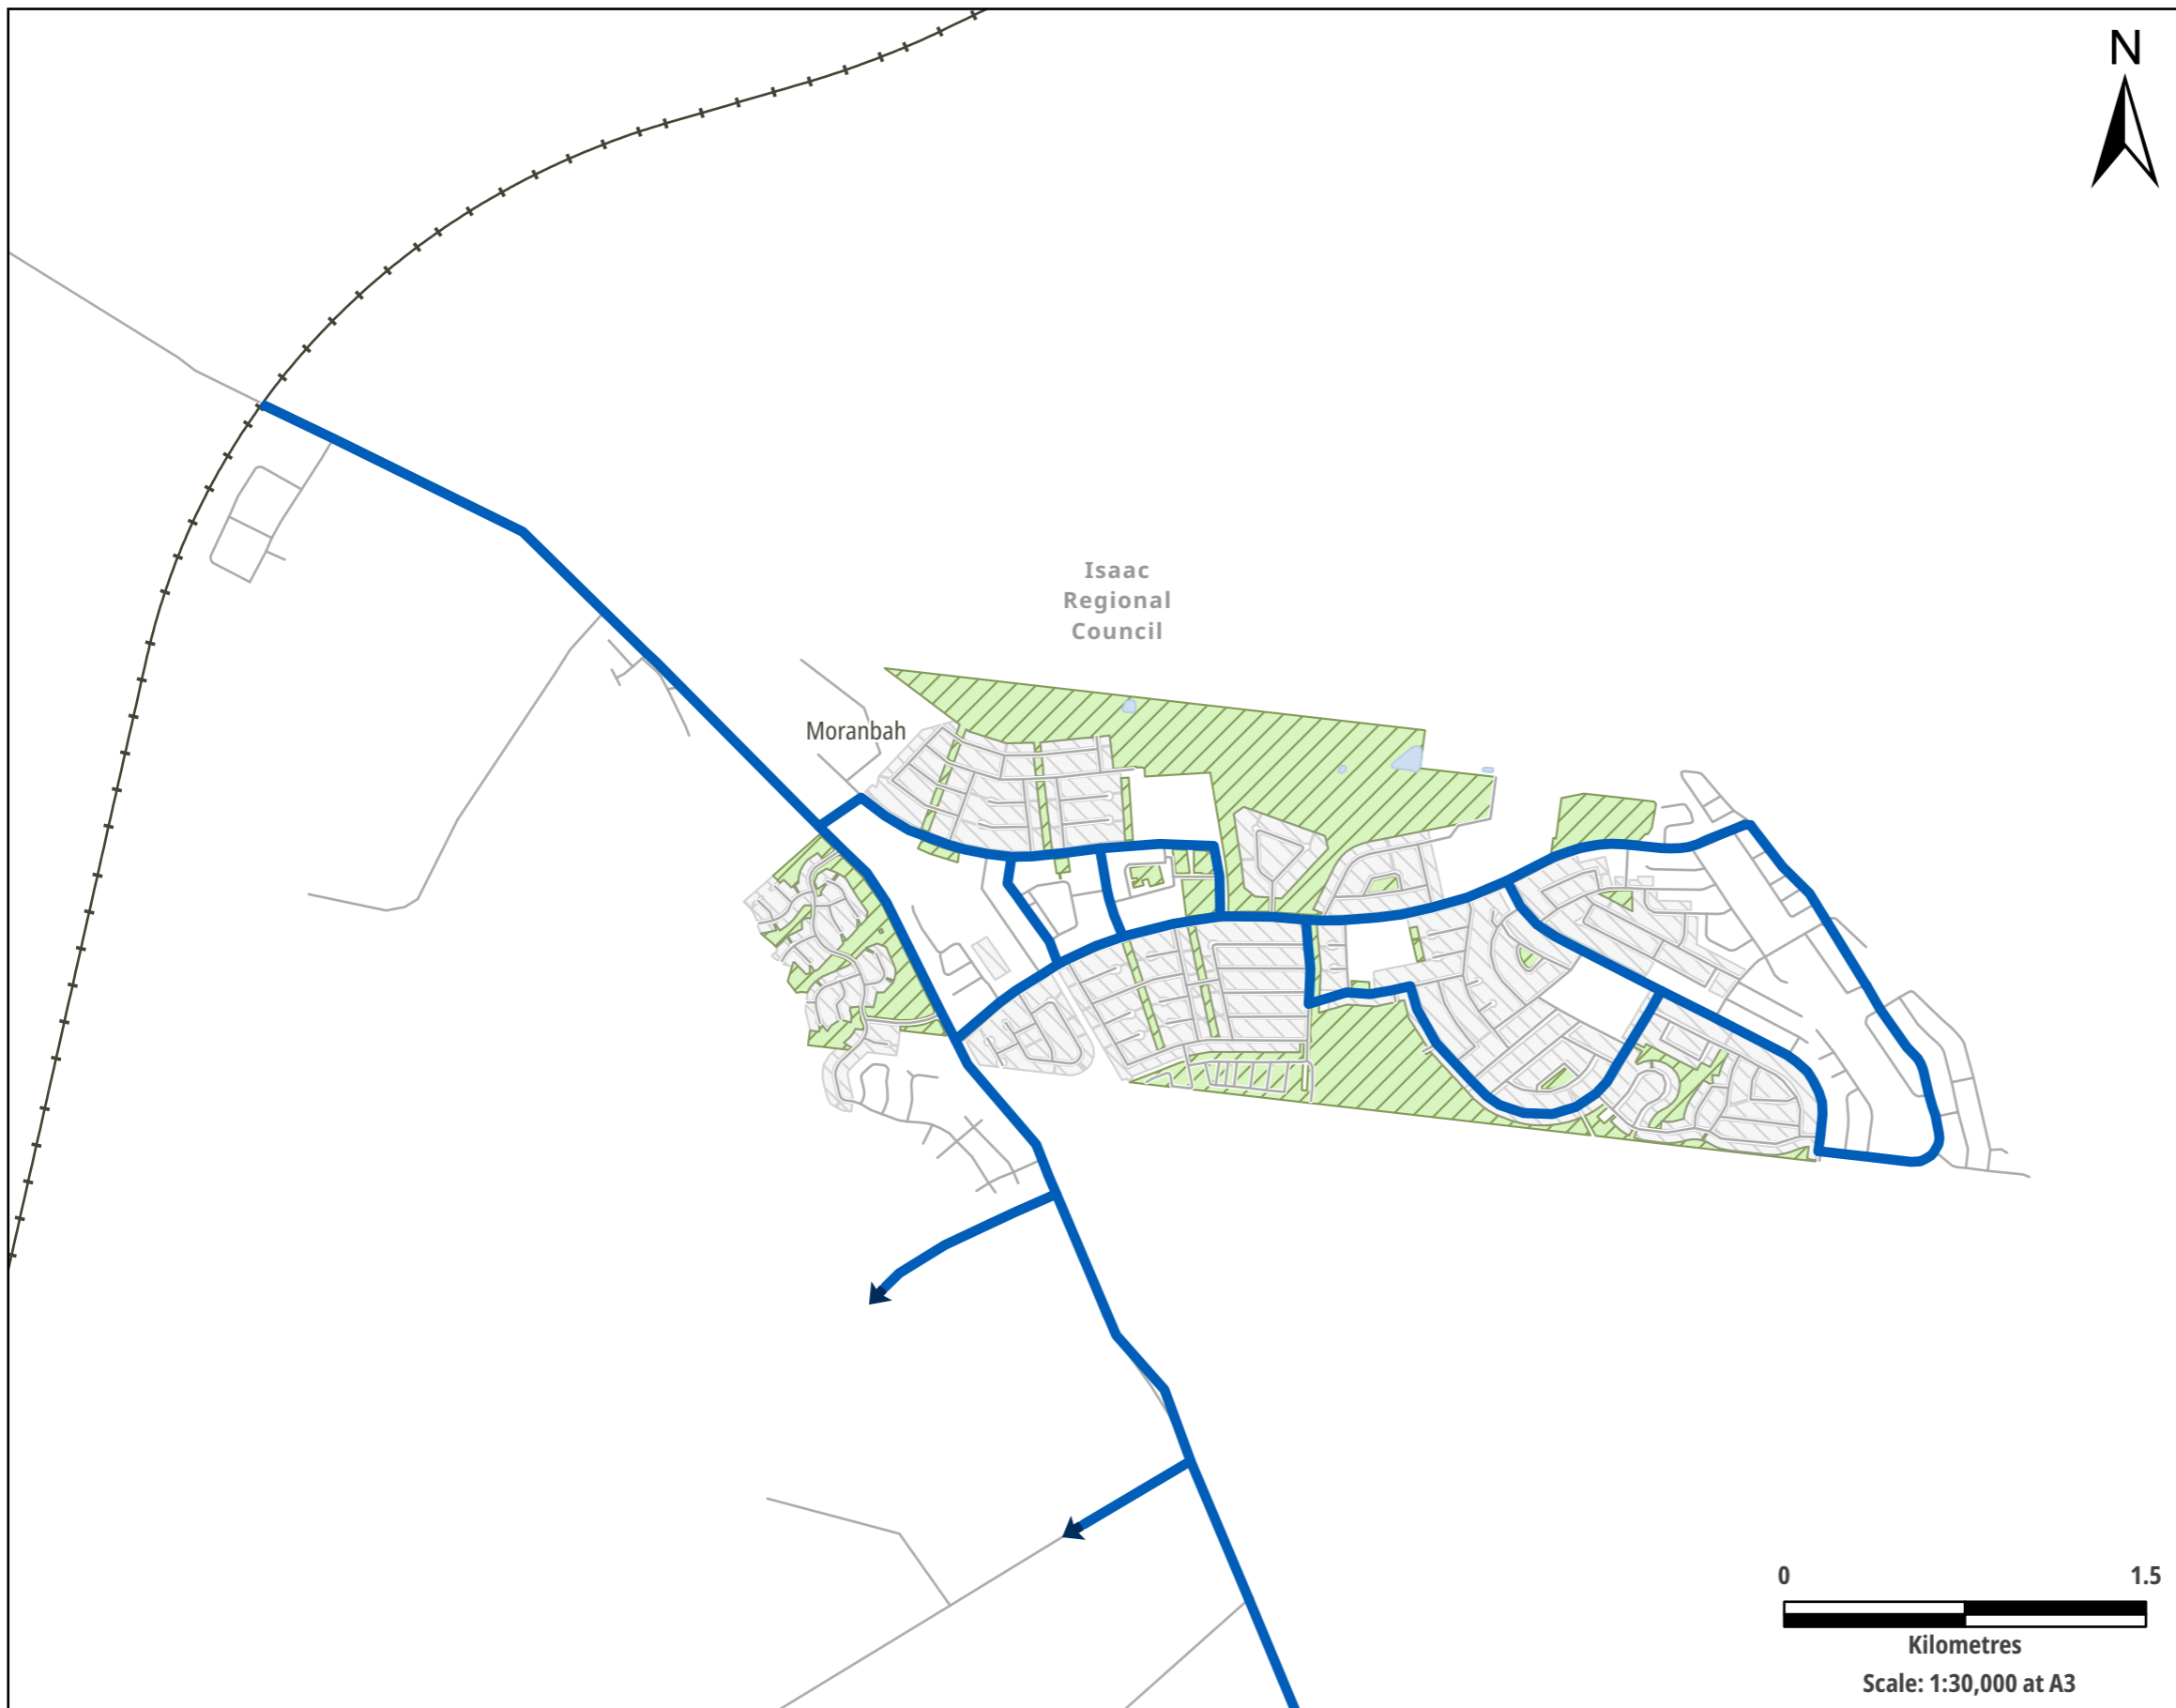 N
Isaac
Regional
Council
Moranbah
0 1.5
Kilometres
Scale: 1:30,000 at A3